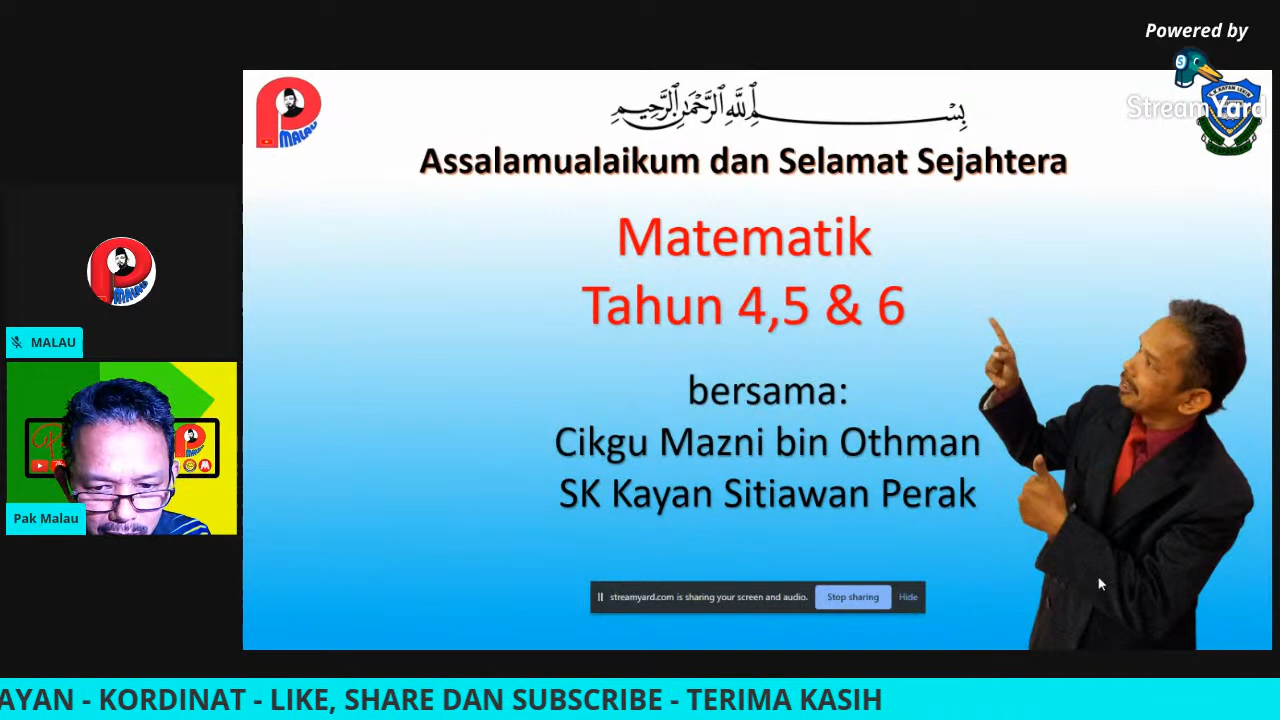 Powered by
StreamYard
MALAU
بِسْمِ اللَّهِ الرَّحْمَٰنِ الرَّحِيمِ
Assalamualaikum dan Selamat Sejahtera
Matematik
Tahun 4,5 & 6
bersama:
Cikgu Mazni bin Othman
SK Kayan Sitiawan Perak
MALAU
Pak Malau
streamyard.com is sharing your screen and audio. Stop sharing Hide
AYAN - KORDINAT - LIKE, SHARE DAN SUBSCRIBE - TERIMA KASIH